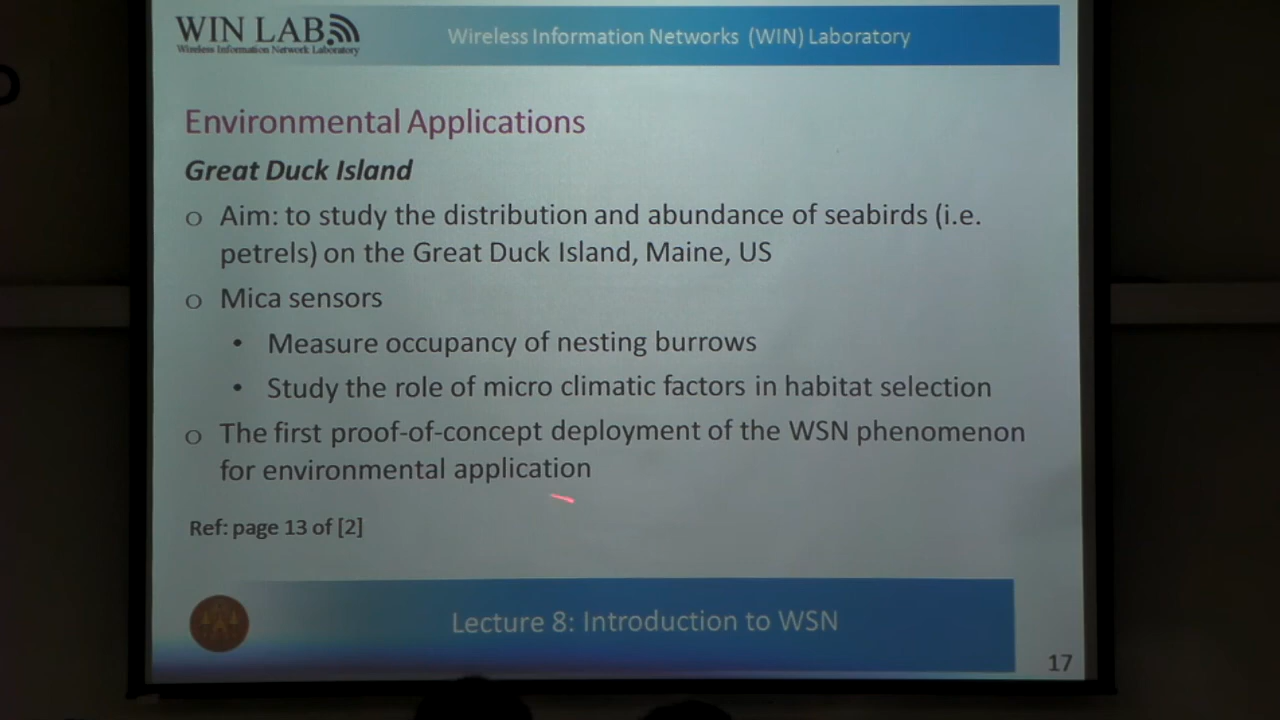 WIN LAB
Wireless Information Network Laboratory
Wireless Information Networks (WIN) Laboratory
Environmental Applications
Great Duck Island
o Aim: to study the distribution and abundance of seabirds (i.e.
petrels) on the Great Duck Island, Maine, US
o Mica sensors
• Measure occupancy of nesting burrows
• Study the role of micro climatic factors in habitat selection
o The first proof-of-concept deployment of the WSN phenomenon
for environmental application
Ref: page 13 of [2]
Lecture 8: Introduction to WSN
17